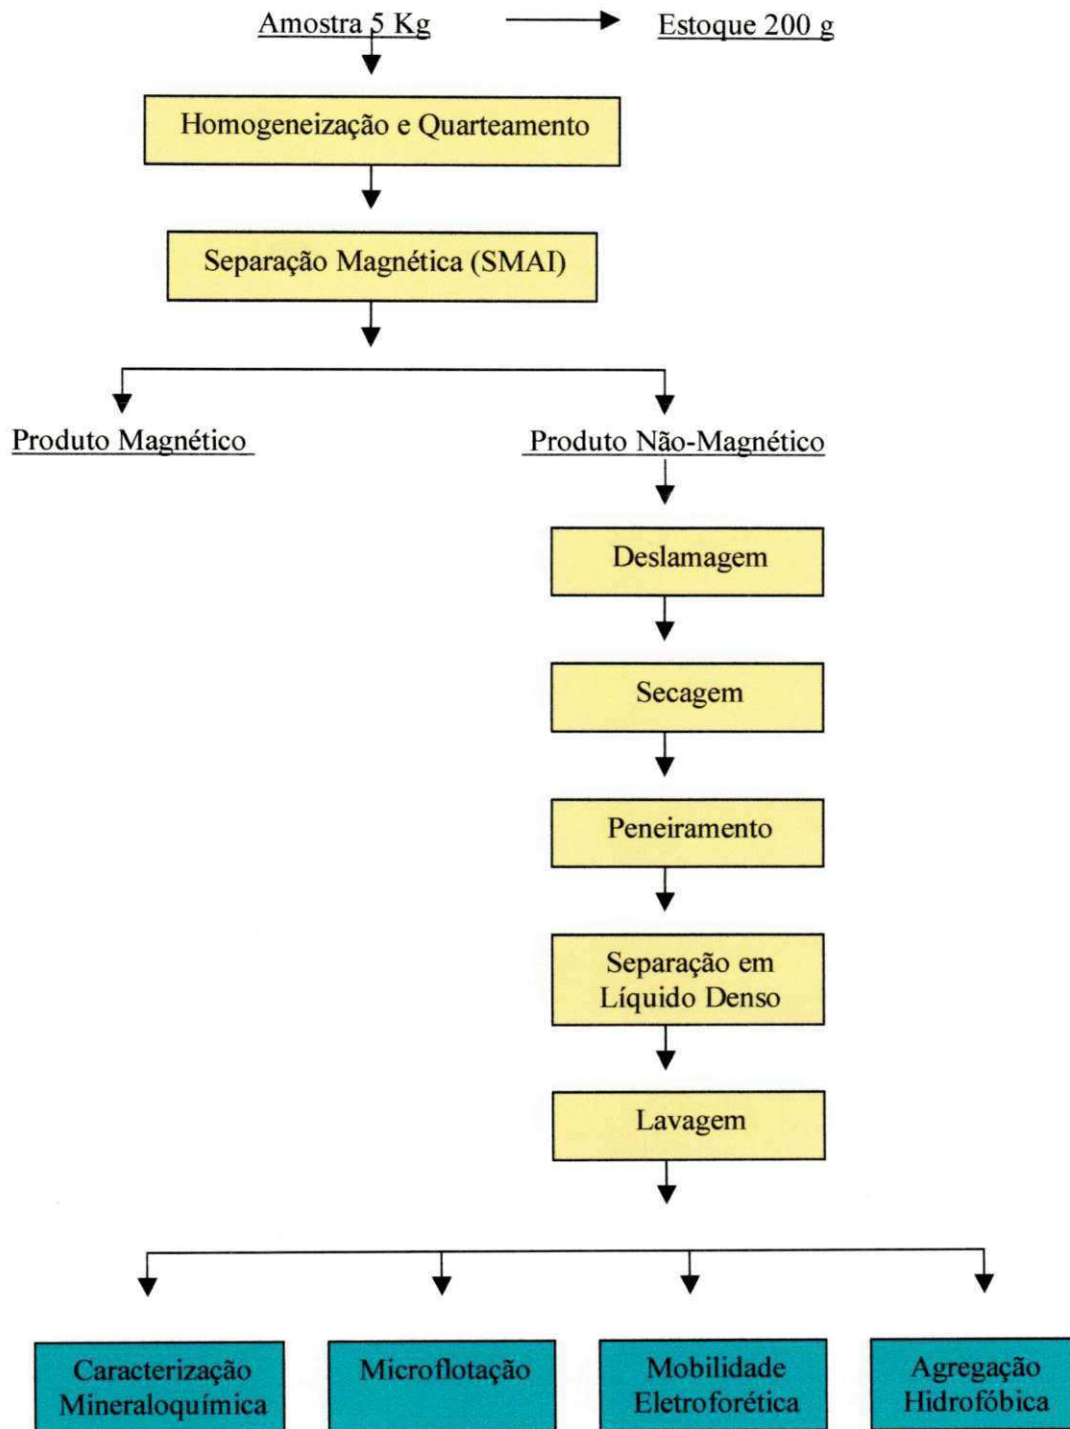 Amostra 5 Kg
Estoque 200 g
Homogeneização e Quarteamento
Separação Magnética (SMAI)
Produto Magnético
Produto Não-Magnético
Deslamagem
Secagem
Peneiramento
Separação em
Líquido Denso
Lavagem
Caracterização
Mineraloquímica
Microflotação
Mobilidade
Eletroforética
Agregação
Hidrofóbica